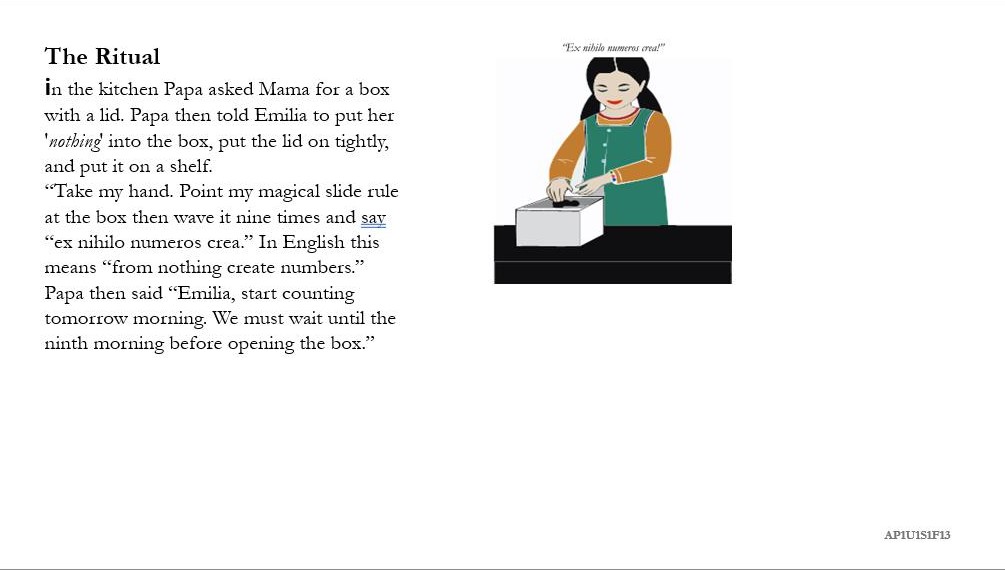 The Ritual
in the kitchen Papa asked Mama for a box
with a lid. Papa then told Emilia to put her
'nothing' into the box, put the lid on tightly,
and put it on a shelf.
“Take my hand. Point my magical slide rule
at the box then wave it nine times and say
“ex nihilo numeros crea.” In English this
means “from nothing create numbers.”
Papa then said “Emilia, start counting
tomorrow morning. We must wait until the
ninth morning before opening the box.”
“Ex nihilo numeros crea!”
AP1U1S1F13